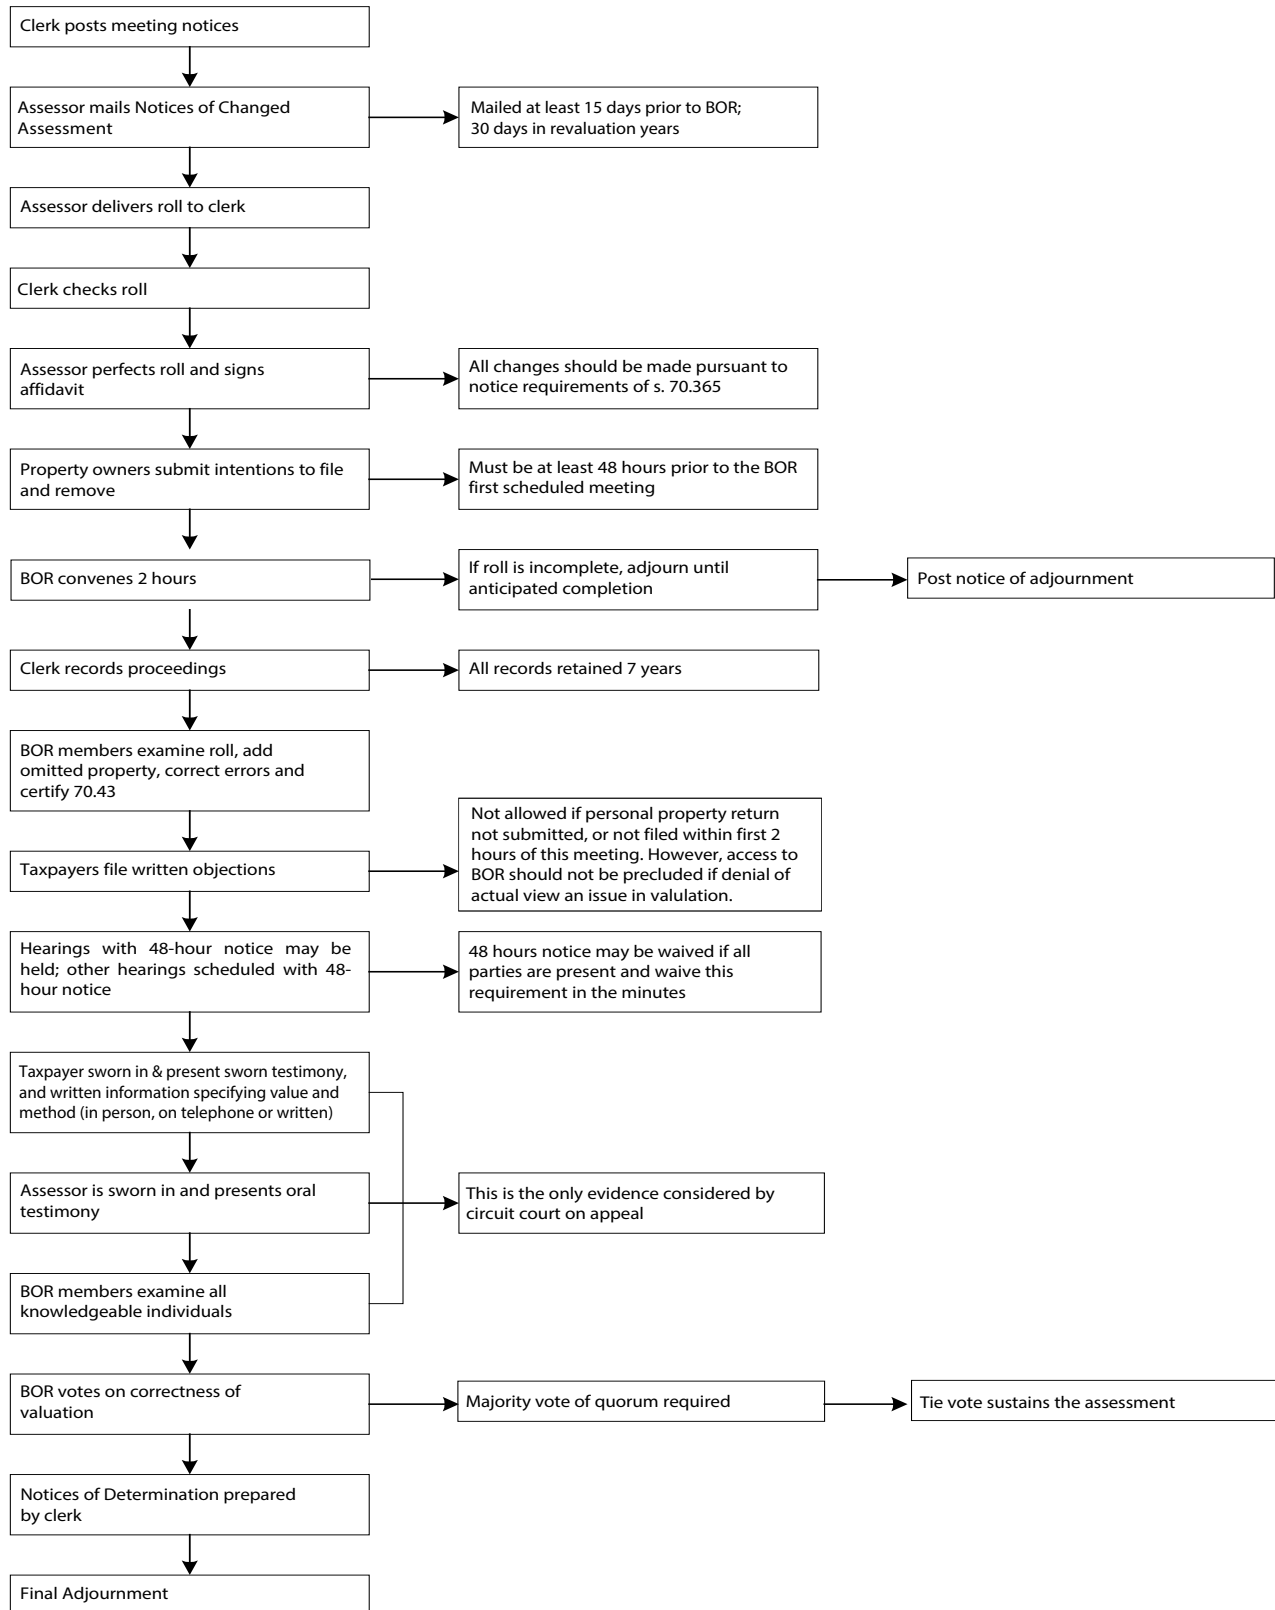 Clerk posts meeting notices
Assessor mails Notices of Changed
Assessment
Mailed at least 15 days prior to BOR;
30 days in revaluation years
Assessor delivers roll to clerk
Clerk checks roll
Assessor perfects roll and signs
affidavit
All changes should be made pursuant to
notice requirements of s. 70.365
Property owners submit intentions to file
and remove
Must be at least 48 hours prior to the BOR
first scheduled meeting
BOR convenes 2 hours
If roll is incomplete, adjourn until
anticipated completion
Post notice of adjournment
Clerk records proceedings
All records retained 7 years
BOR members examine roll, add
omitted property, correct errors and
certify 70.43
Taxpayers file written objections
Not allowed if personal property return
not submitted, or not filed within first 2
hours of this meeting. However, access to
BOR should not be precluded if denial of
actual view an issue in valulation.
Hearings with 48-hour notice may be
held; other hearings scheduled with 48-
hour notice
48 hours notice may be waived if all
parties are present and waive this
requirement in the minutes
Taxpayer sworn in & present sworn testimony,
and written information specifying value and
method (in person, on telephone or written)
Assessor is sworn in and presents oral
testimony
This is the only evidence considered by
circuit court on appeal
BOR members examine all
knowledgeable individuals
BOR votes on correctness of
valuation
Majority vote of quorum required
Tie vote sustains the assessment
Notices of Determination prepared
by clerk
Final Adjournment